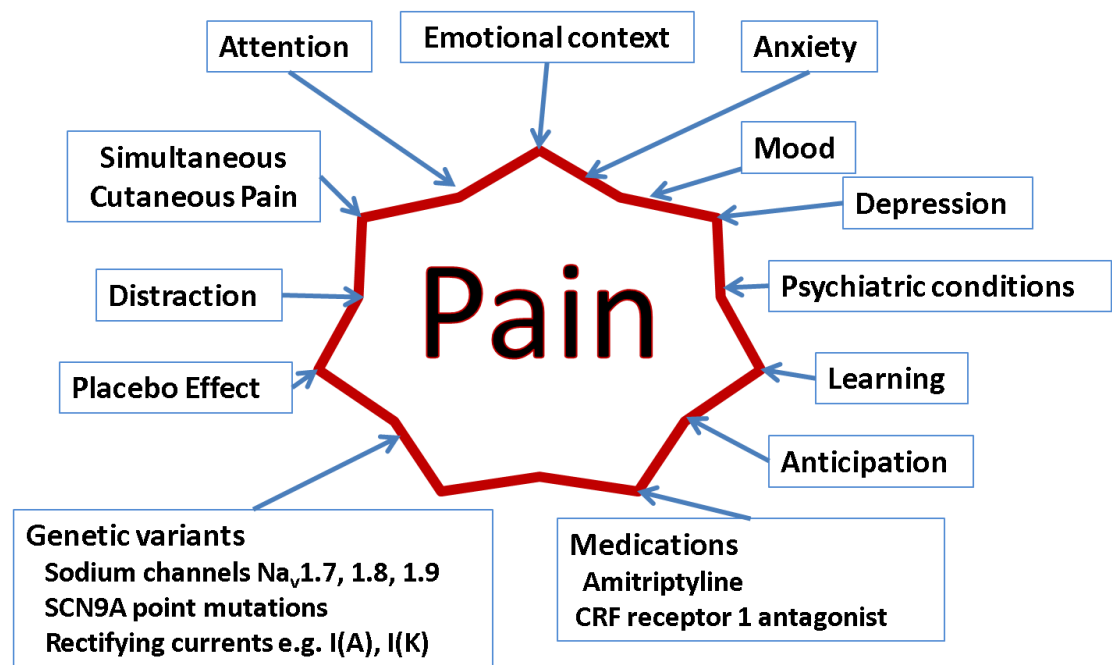 Attention
Emotional context
Anxiety
Simultaneous
Cutaneous Pain
Mood
Depression
Distraction
Pain
Psychiatric conditions
Placebo Effect
Learning
Anticipation
Genetic variants
Sodium channels Naᵥ1.7, 1.8, 1.9
SCN9A point mutations
Rectifying currents e.g. I(A), I(K)
Medications
Amitriptyline
CRF receptor 1 antagonist